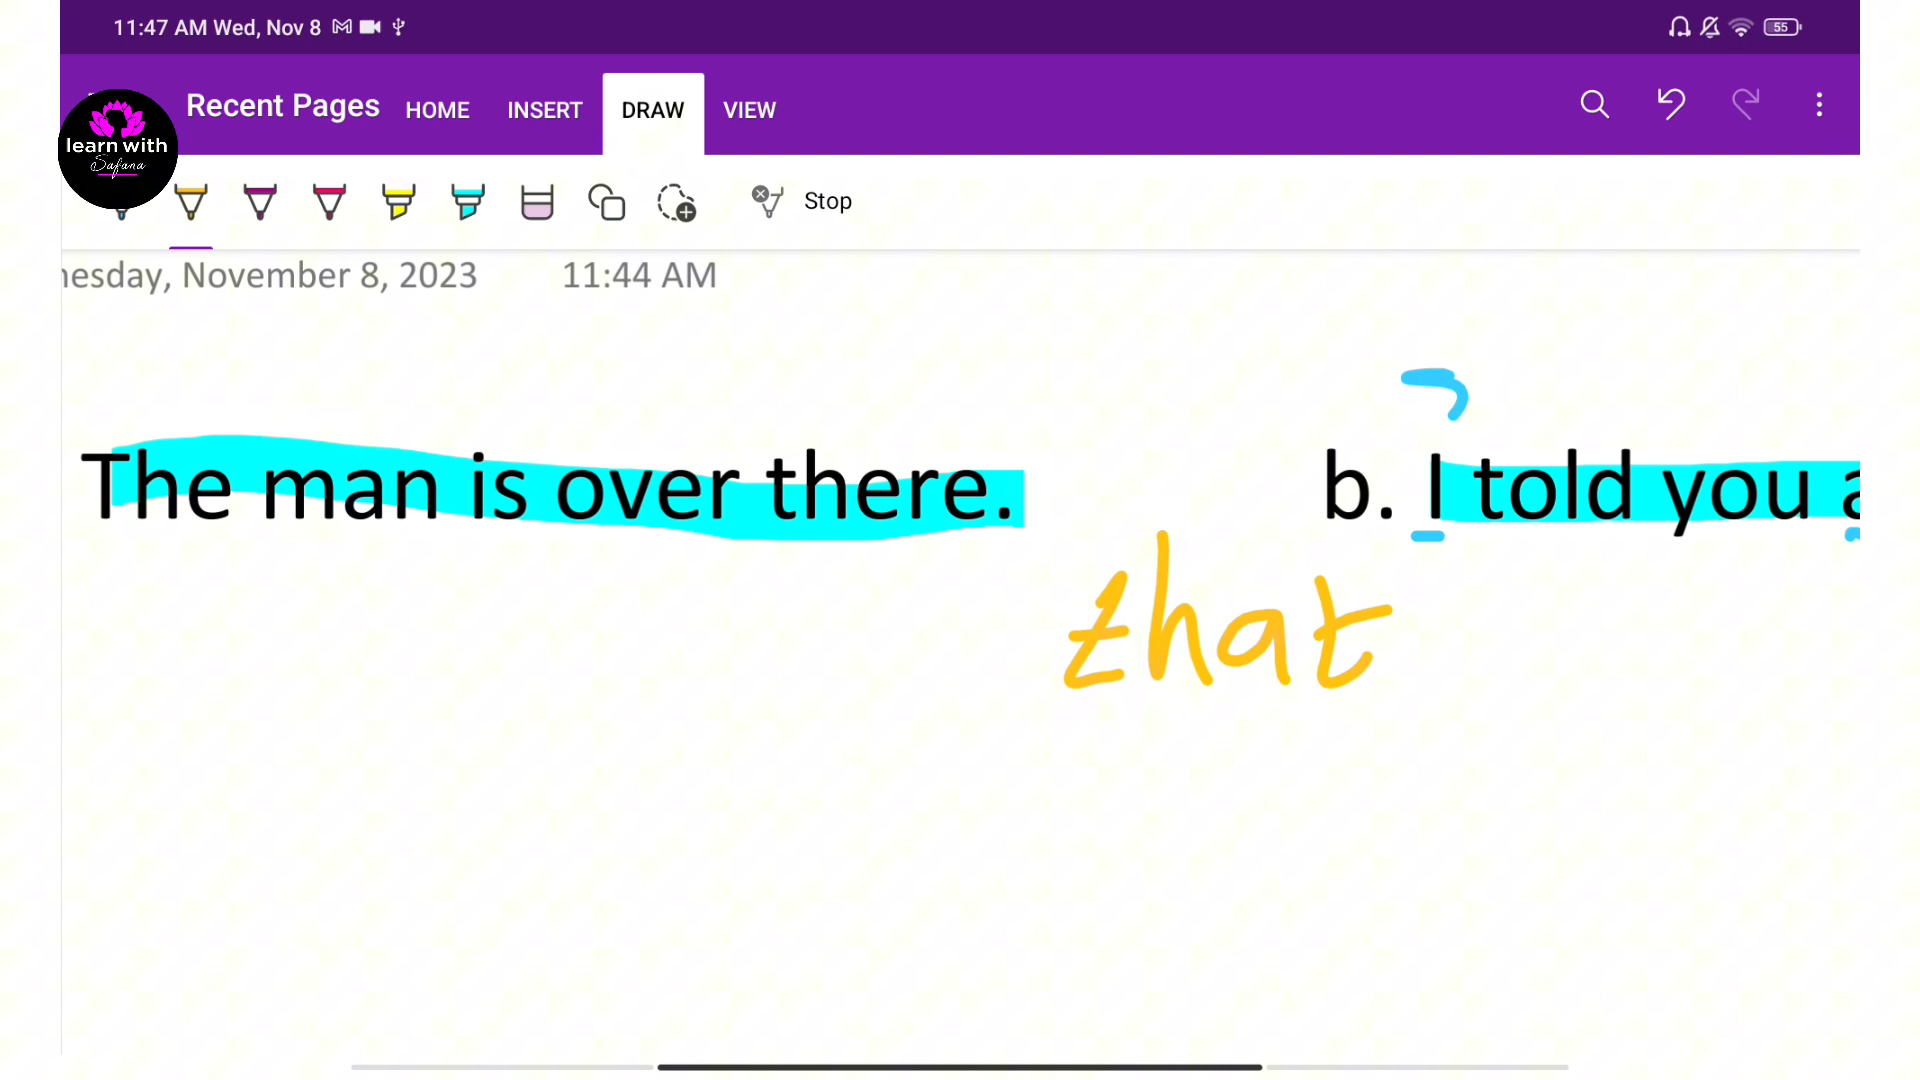 11:47 AM Wed, Nov 8
55
learn with
Safana
Recent Pages HOME INSERT DRAW VIEW
Stop
nesday, November 8, 2023 11:44 AM
The man is over there. b. I told you a
that